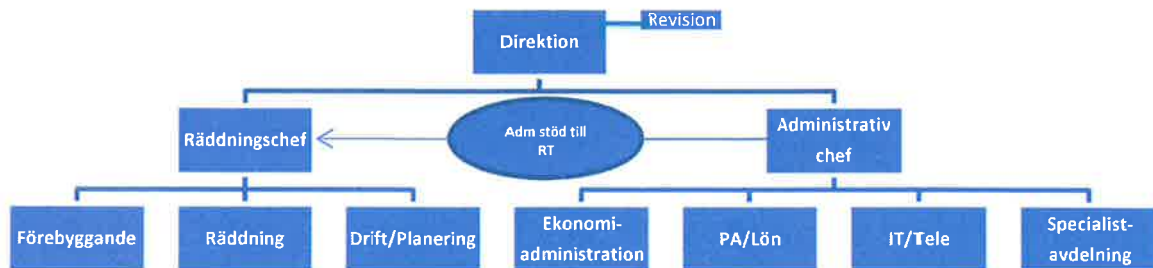 Revision
Direktion
Räddningschef
Adm stöd till
RT
Administrativ
chef
Förebyggande
Räddning
Drift/Planering
Ekonomi-
administration
PA/Lön
IT/Tele
Specialist-
avdelning